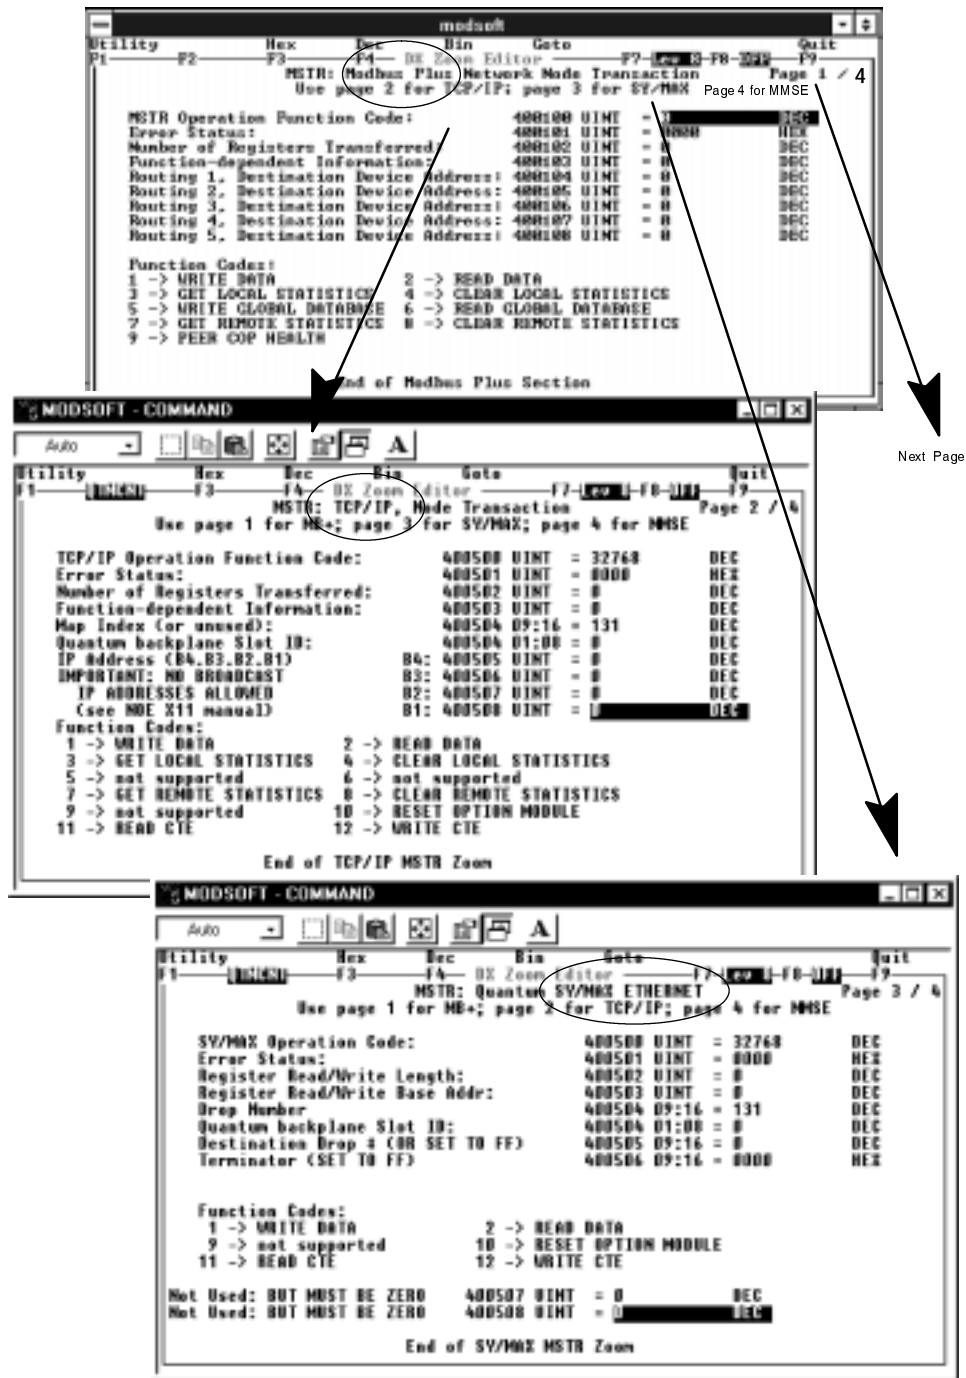 modsoft
Utility Hex Dec Bin Goto Quit
F1 F2 F3 F4 DX Zoom Editor F7-Lev 8-F8-OFF F9
MSTR: Modbus Plus Network Node Transaction Page 1 / 4
Use page 2 for TCP/IP; page 3 for SY/MAX Page 4 for MMSE
MSTR Operation Function Code: 400100 UINT = 0 DEC
Error Status: 400101 UINT = 0000 HEX
Number of Registers Transferred: 400102 UINT = 0 DEC
Function-dependent Information: 400103 UINT = 0 DEC
Routing 1, Destination Device Address: 400104 UINT = 0 DEC
Routing 2, Destination Device Address: 400105 UINT = 0 DEC
Routing 3, Destination Device Address: 400106 UINT = 0 DEC
Routing 4, Destination Device Address: 400107 UINT = 0 DEC
Routing 5, Destination Device Address: 400108 UINT = 0 DEC
Function Codes:
1 -> WRITE DATA 2 -> READ DATA
3 -> GET LOCAL STATISTICS 4 -> CLEAR LOCAL STATISTICS
5 -> WRITE GLOBAL DATABASE 6 -> READ GLOBAL DATABASE
7 -> GET REMOTE STATISTICS 8 -> CLEAR REMOTE STATISTICS
9 -> PEER COP HEALTH
End of Modbus Plus Section
Next Page
MODSOFT - COMMAND
Auto A
Utility Hex Dec Bin Goto Quit
F1 F3 F4 DX Zoom Editor F7-Lev 8-F8-OFF F9
MSTR: TCP/IP, Node Transaction Page 2 / 4
Use page 1 for MB+; page 3 for SY/MAX; page 4 for MMSE
TCP/IP Operation Function Code: 400500 UINT = 32768 DEC
Error Status: 400501 UINT = 0000 HEX
Number of Registers Transferred: 400502 UINT = 0 DEC
Function-dependent Information: 400503 UINT = 0 DEC
Map Index (or unused): 400504 09:16 = 131 DEC
Quantum backplane Slot ID: 400504 01:08 = 0 DEC
IP Address (B4.B3.B2.B1) B4: 400505 UINT = 0 DEC
IMPORTANT: NO BROADCAST B3: 400506 UINT = 0 DEC
IP ADDRESSES ALLOWED B2: 400507 UINT = 0 DEC
(see NOE X11 manual) B1: 400508 UINT = 0 DEC
Function Codes:
1 -> WRITE DATA 2 -> READ DATA
3 -> GET LOCAL STATISTICS 4 -> CLEAR LOCAL STATISTICS
5 -> not supported 6 -> not supported
7 -> GET REMOTE STATISTICS 8 -> CLEAR REMOTE STATISTICS
9 -> not supported 10 -> RESET OPTION MODULE
11 -> READ CTE 12 -> WRITE CTE
End of TCP/IP MSTR Zoom
MODSOFT - COMMAND
Auto A
Utility Hex Dec Bin Goto Quit
F1 F3 F4 DX Zoom Editor F7-Lev 8-F8-OFF F9
MSTR: Quantum SY/MAX ETHERNET Page 3 / 4
Use page 1 for MB+; page 2 for TCP/IP; page 4 for MMSE
SY/MAX Operation Code: 400500 UINT = 32768 DEC
Error Status: 400501 UINT = 0000 HEX
Register Read/Write Length: 400502 UINT = 0 DEC
Register Read/Write Base Addr: 400503 UINT = 0 DEC
Drop Number 400504 09:16 = 131 DEC
Quantum backplane Slot ID: 400504 01:08 = 0 DEC
Destination Drop # (OR SET TO FF) 400505 09:16 = 0 DEC
Terminator (SET TO FF) 400506 09:16 = 0000 HEX
Function Codes:
1 -> WRITE DATA 2 -> READ DATA
9 -> not supported 10 -> RESET OPTION MODULE
11 -> READ CTE 12 -> WRITE CTE
Not Used: BUT MUST BE ZERO 400507 UINT = 0 DEC
Not Used: BUT MUST BE ZERO 400508 UINT = 0 DEC
End of SY/MAX MSTR Zoom